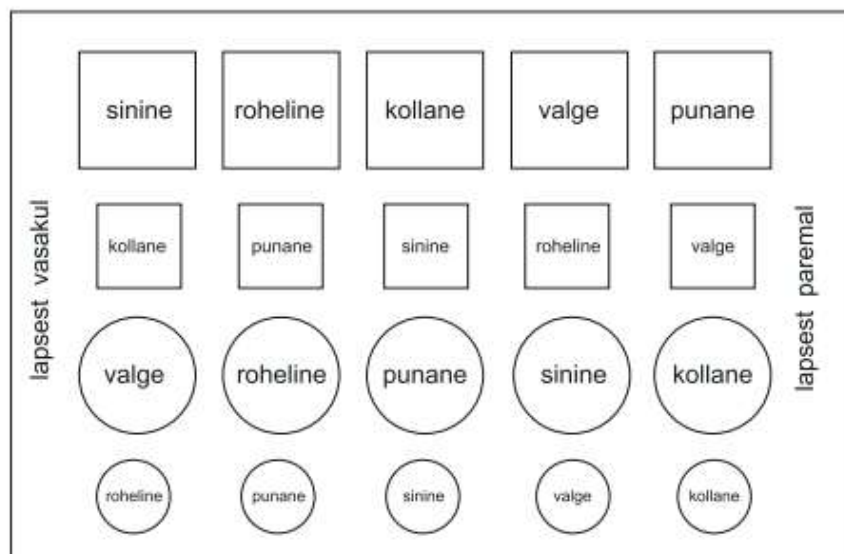 sinine roheline kollane valge punane
kollane punane sinine roheline valge
valge roheline punane sinine kollane
roheline punane sinine valge kollane
lapsest vasakul
lapsest paremal